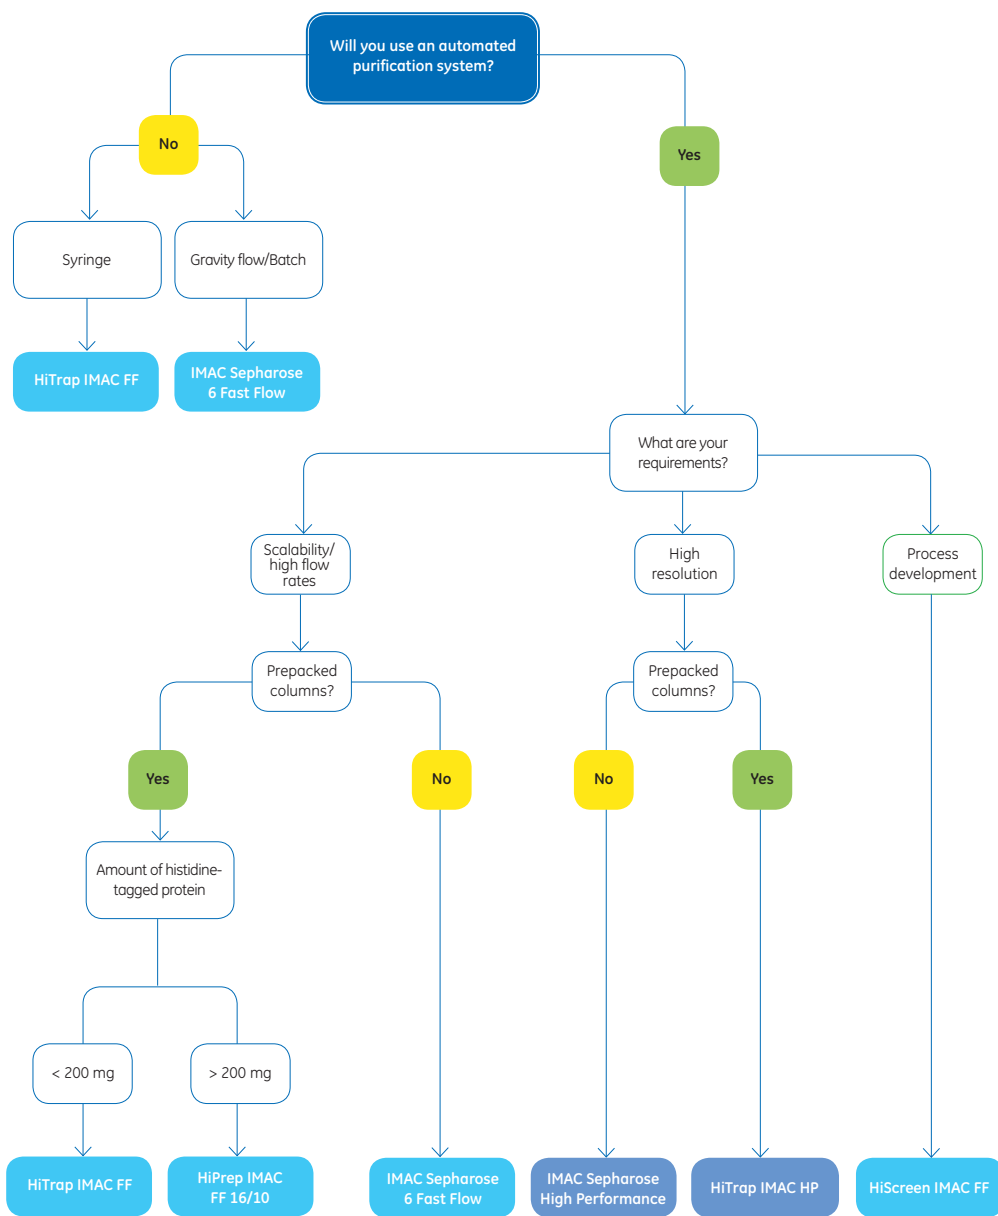 Will you use an automated
purification system?
No
Yes
Syringe
Gravity flow/Batch
HiTrap IMAC FF
IMAC Sepharose
6 Fast Flow
What are your
requirements?
Scalability/
high flow
rates
High
resolution
Process
development
Prepacked
columns?
Prepacked
columns?
Yes
No
No
Yes
Amount of histidine-
tagged protein
< 200 mg
> 200 mg
HiTrap IMAC FF
HiPrep IMAC
FF 16/10
IMAC Sepharose
6 Fast Flow
IMAC Sepharose
High Performance
HiTrap IMAC HP
HiScreen IMAC FF